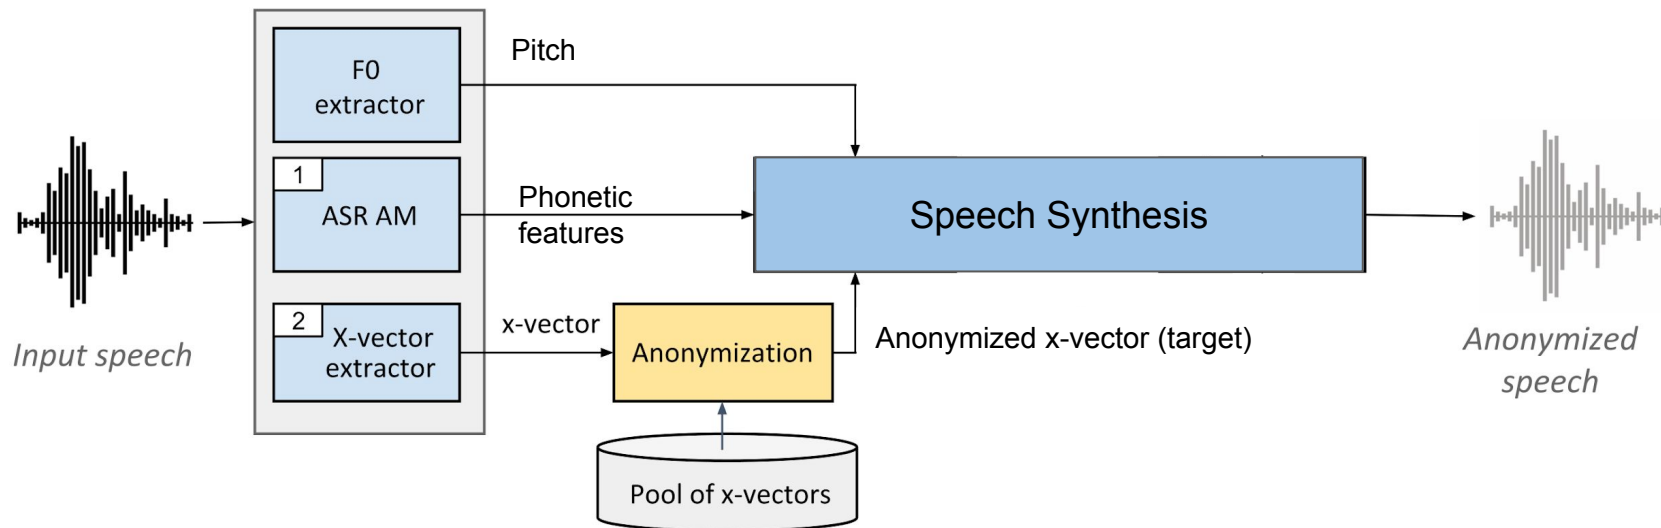 Pitch
F0
extractor
1
ASR AM
Phonetic
features
Speech Synthesis
2
X-vector
extractor
x-vector
Anonymization
Anonymized x-vector (target)
Pool of x-vectors
Input speech
Anonymized
speech